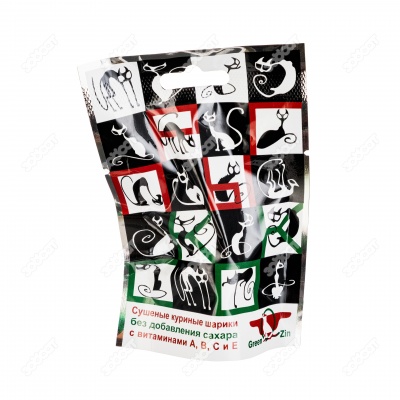 Сушеные куриные шарики
без добавления сахара
с витаминами А, В, С и Е
Green Zin